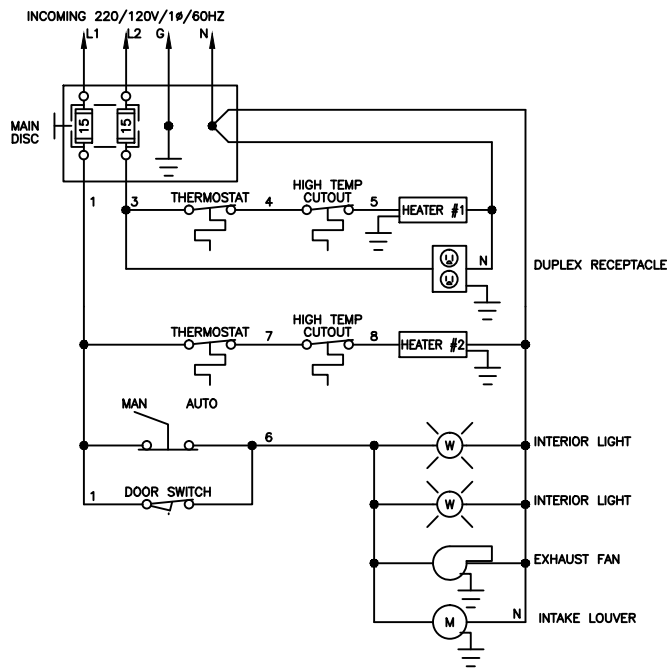 INCOMING 220/120V/1ø/60HZ
L1 L2 G N
MAIN
DISC
15 15
1 3 THERMOSTAT 4 HIGH TEMP
CUTOUT 5 HEATER #1
N
DUPLEX RECEPTACLE
THERMOSTAT 7 HIGH TEMP
CUTOUT 8 HEATER #2
MAN AUTO
6
W INTERIOR LIGHT
1 DOOR SWITCH
W INTERIOR LIGHT
EXHAUST FAN
M N INTAKE LOUVER